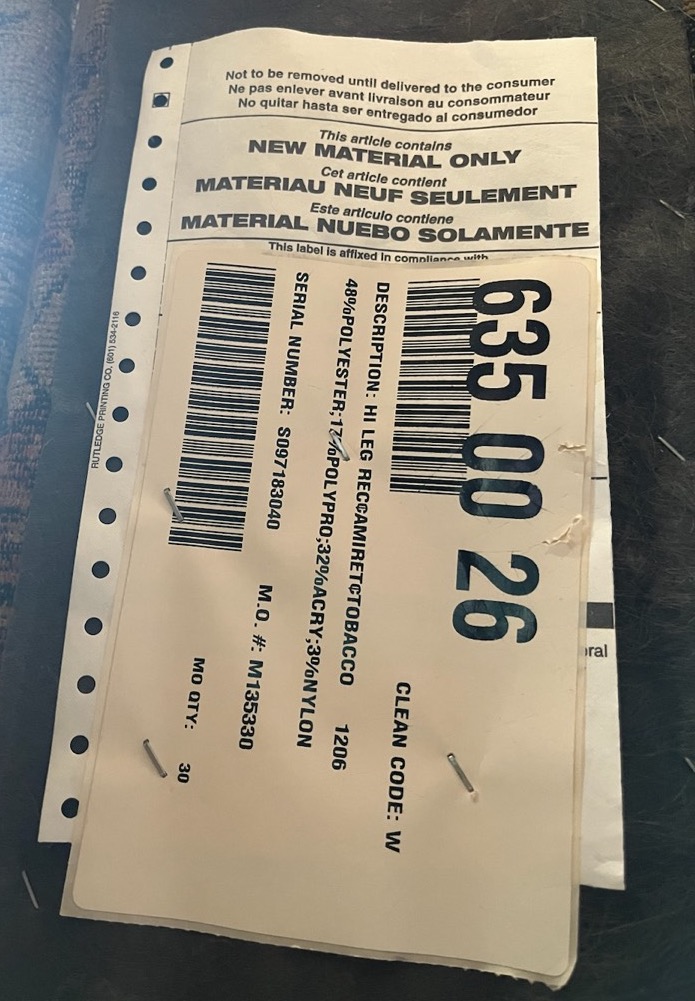 Not to be removed until delivered to the consumer
Ne pas enlever avant livraison au consommateur
No quitar hasta ser entregado al consumedor
This article contains
NEW MATERIAL ONLY
Cet article contient
MATERIAU NEUF SEULEMENT
Este articulo contiene
MATERIAL NUEBO SOLAMENTE
This label is affixed in compliance with
RUTLEDGE PRINTING CO. (601) 534-2116
635 00 26
CLEAN CODE: W
DESCRIPTION: HI LEG REC¢AMIRET¢TOBACCO 1206
48%POLYESTER;17%POLYPRO;32%ACRY;3%NYLON
SERIAL NUMBER: S097183040 M.O. #: M135330
MO QTY: 30